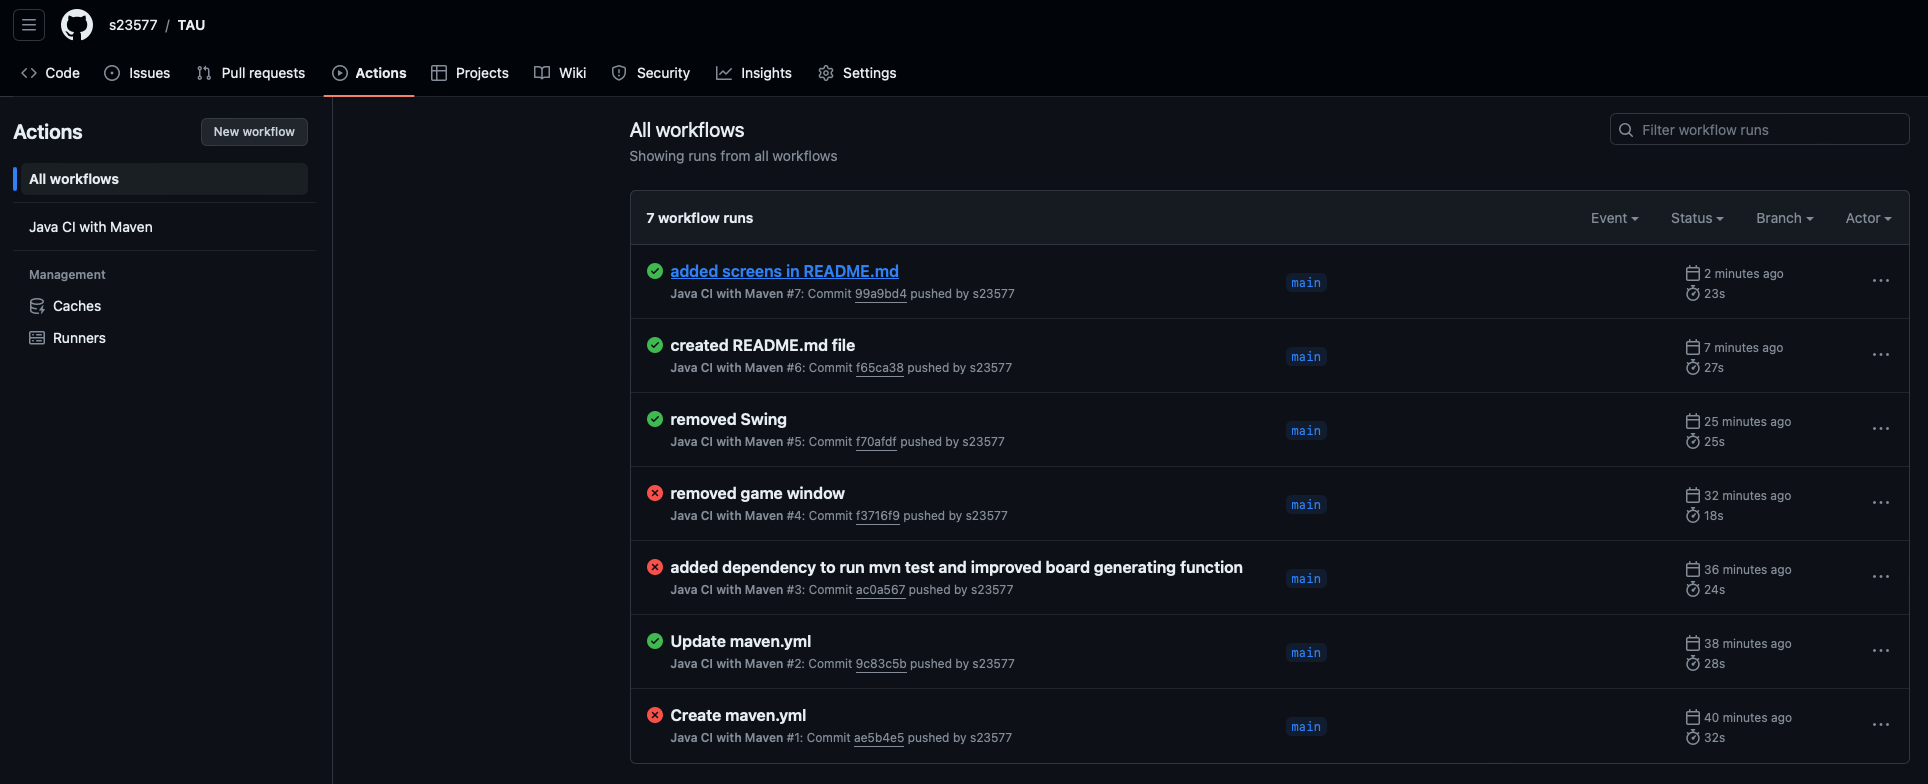 s23577 / TAU
Code Issues Pull requests Actions Projects Wiki Security Insights Settings
Actions
New workflow
All workflows
Java CI with Maven
Management
Caches
Runners
All workflows
Showing runs from all workflows
Filter workflow runs
7 workflow runs
Event Status Branch Actor
added screens in README.md
Java CI with Maven #7: Commit 99a9bd4 pushed by s23577
main
2 minutes ago
23s
created README.md file
Java CI with Maven #6: Commit f65ca38 pushed by s23577
main
7 minutes ago
27s
removed Swing
Java CI with Maven #5: Commit f70afdf pushed by s23577
main
25 minutes ago
25s
removed game window
Java CI with Maven #4: Commit f3716f9 pushed by s23577
main
32 minutes ago
18s
added dependency to run mvn test and improved board generating function
Java CI with Maven #3: Commit ac0a567 pushed by s23577
main
36 minutes ago
24s
Update maven.yml
Java CI with Maven #2: Commit 9c83c5b pushed by s23577
main
38 minutes ago
28s
Create maven.yml
Java CI with Maven #1: Commit ae5b4e5 pushed by s23577
main
40 minutes ago
32s